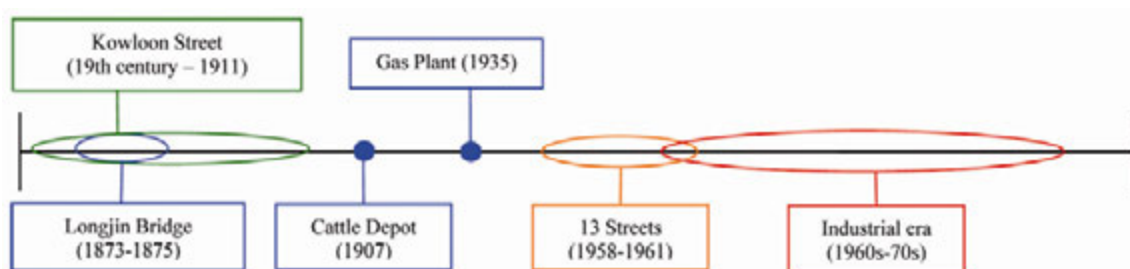 Kowloon Street
(19th century – 1911)
Gas Plant (1935)
Longjin Bridge
(1873-1875)
Cattle Depot
(1907)
13 Streets
(1958-1961)
Industrial era
(1960s-70s)